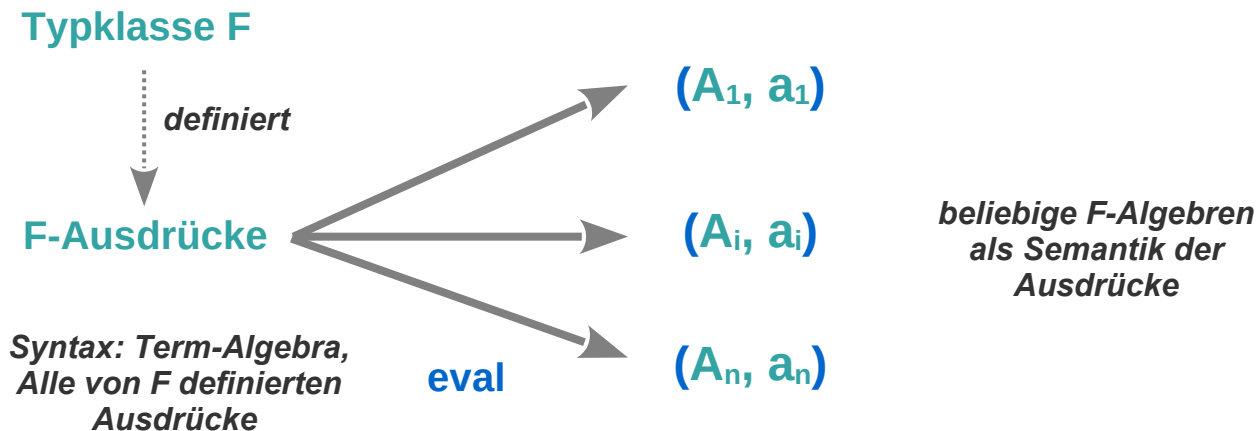 Typklasse F
definiert
F-Ausdrücke
(A₁, a₁)
(Aᵢ, aᵢ)
(Aₙ, aₙ)
beliebige F-Algebren
als Semantik der
Ausdrücke
Syntax: Term-Algebra,
Alle von F definierten
Ausdrücke
eval